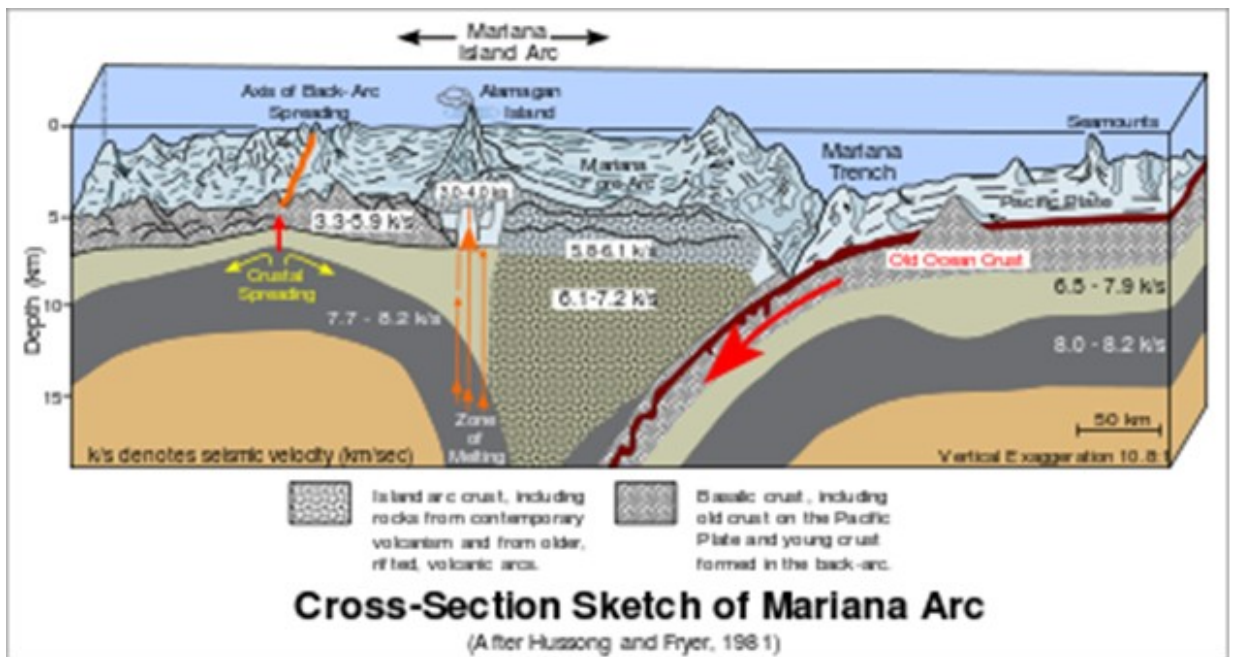 Mariana
Island Arc
Axis of Back-Arc
Spreading
Alamagan
Island
Seamounts
0
Mariana
Fore-Arc
Mariana
Trench
3.0-4.0 k/s
Pacific Plate
5
3.3-5.9 k/s
5.8-6.1 k/s
Old Ocean Crust
Crustal
Spreading
6.1-7.2 k/s
6.5 - 7.9 k/s
Depth (km)
10
7.7 - 8.2 k/s
8.0 - 8.2 k/s
15
Zone
of
Melting
50 km
k/s denotes seismic velocity (km/sec)
Vertical Exaggeration 10.8:1
Island arc crust, including
rocks from contemporary
volcanism and from older,
rifted, volcanic arcs.
Basalic crust, including
old crust on the Pacific
Plate and young crust
formed in the back-arc.
Cross-Section Sketch of Mariana Arc
(After Hussong and Fryer, 1981)